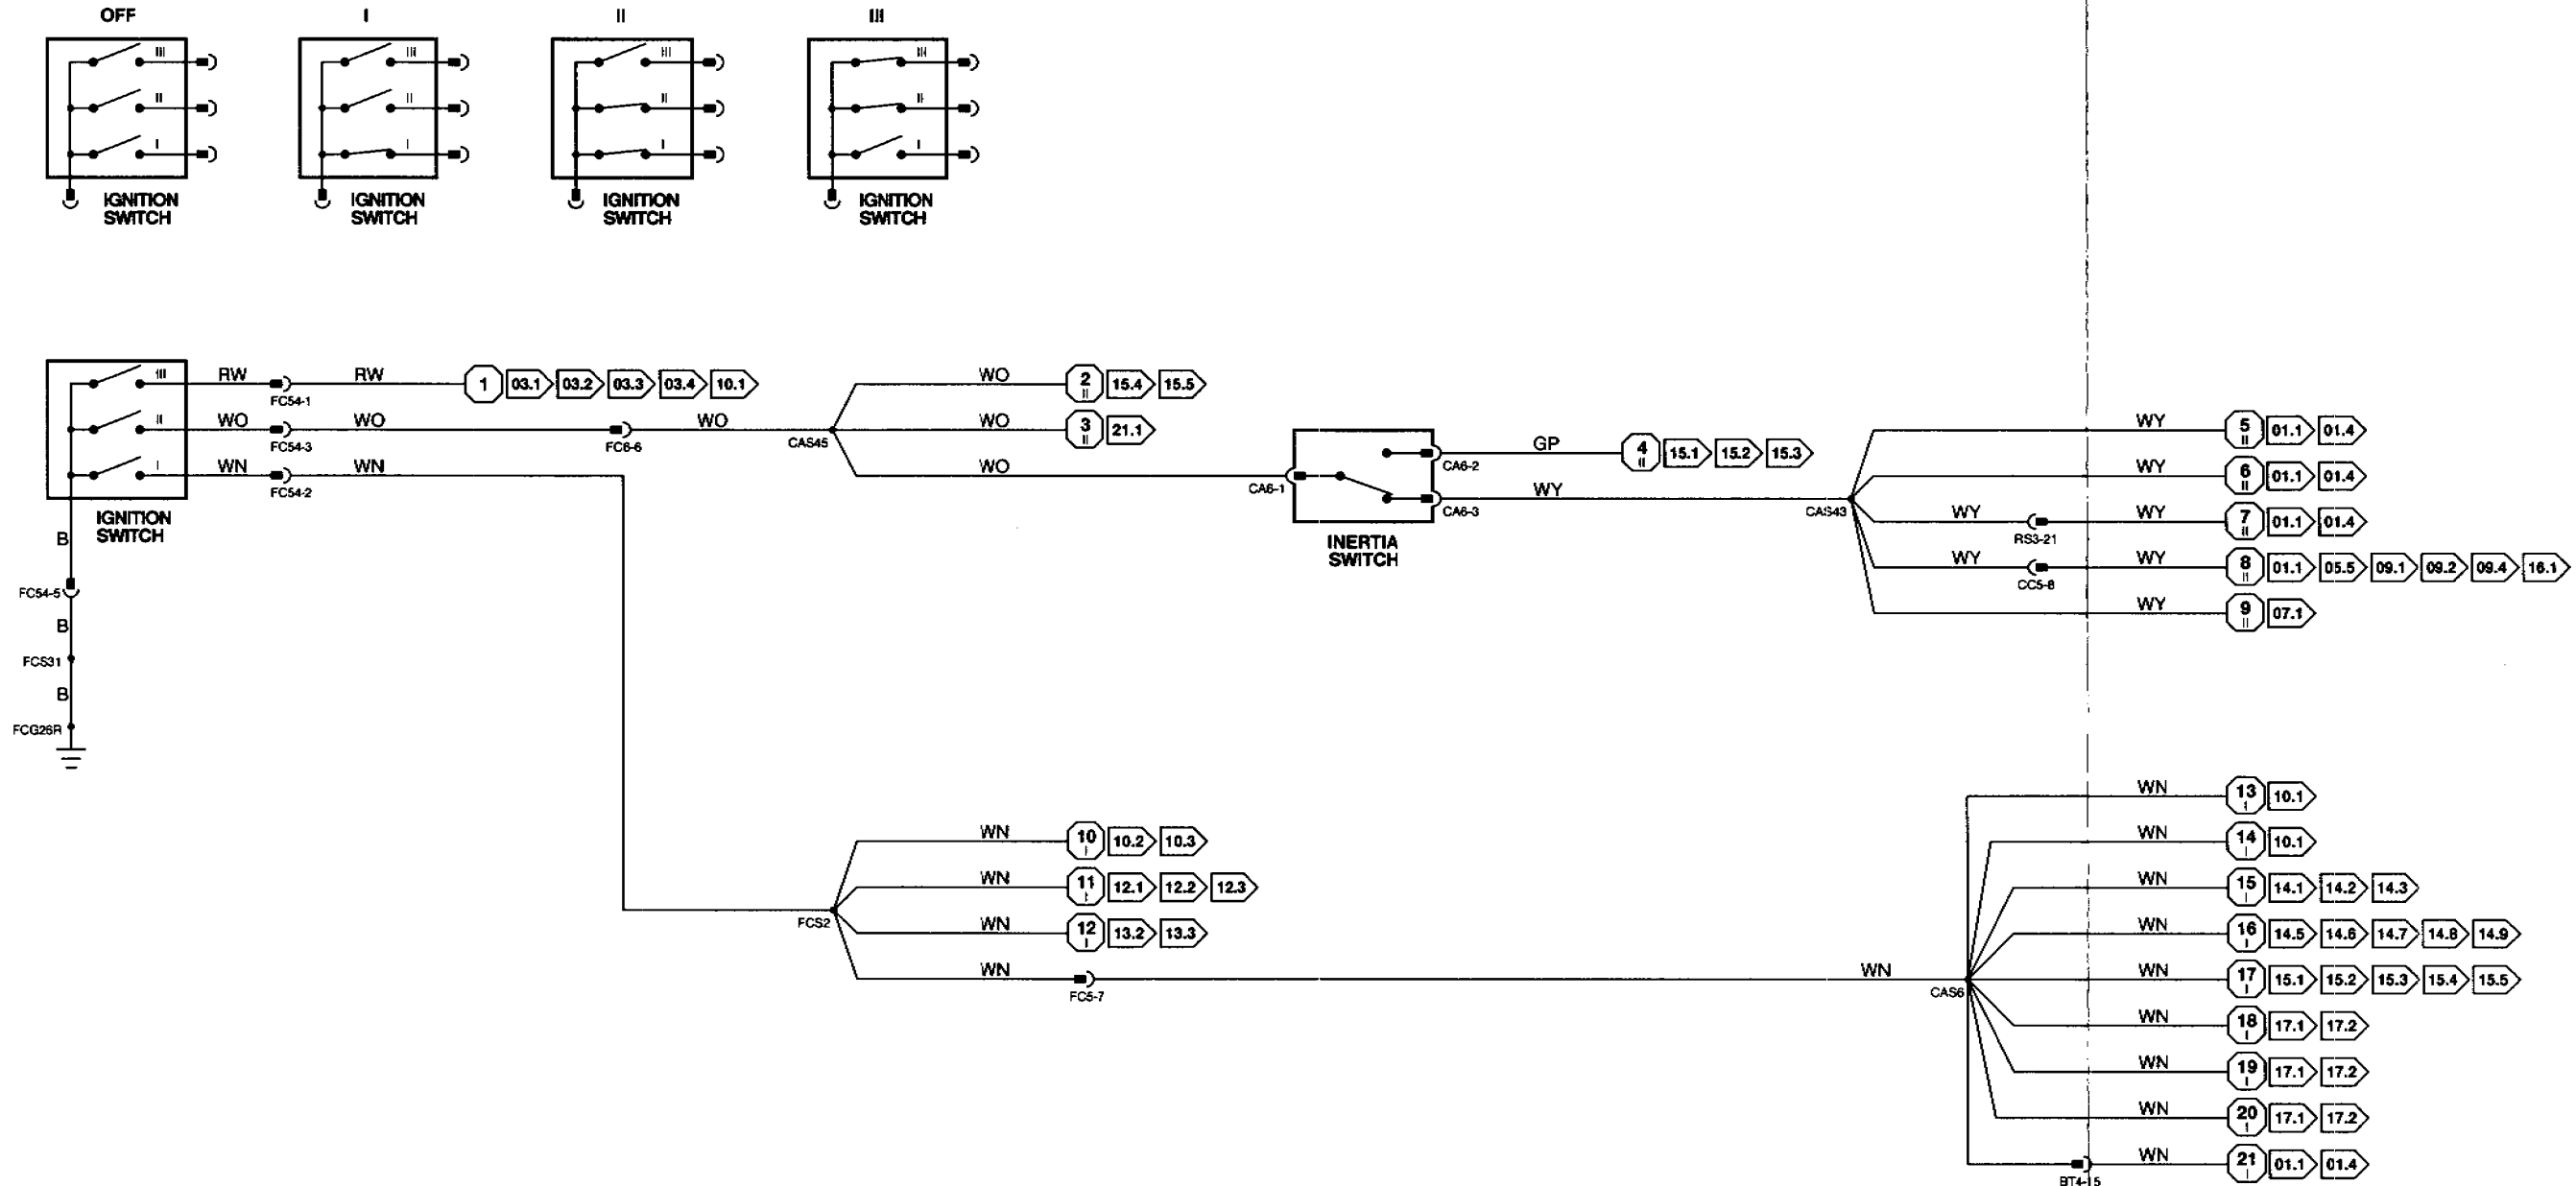 OFF
I
II
III
III
II
I
IGNITION
SWITCH
III
II
I
IGNITION
SWITCH
III
II
I
IGNITION
SWITCH
III
II
I
IGNITION
SWITCH
III
II
I
IGNITION
SWITCH
RW
FC54-1
RW
1 03.1 03.2 03.3 03.4 10.1
WO
FC54-3
WO
FC6-6
WO
CAS45
WN
FC54-2
WN
B
FC54-5
B
FCS31
B
FCG26R
WO
2 II 15.4 15.5
WO
3 II 21.1
WO
CA6-1
INERTIA
SWITCH
CA6-2
GP
4 II 15.1 15.2 15.3
CA6-3
WY
CAS43
WY
5 II 01.1 01.4
WY
6 II 01.1 01.4
WY
RS3-21
WY
7 II 01.1 01.4
WY
CC5-8
WY
8 II 01.1 05.5 09.1 09.2 09.4 16.1
WY
9 II 07.1
FCS2
WN
10 I 10.2 10.3
WN
11 I 12.1 12.2 12.3
WN
12 I 13.2 13.3
WN
FC5-7
WN
CAS6
WN
13 I 10.1
WN
14 I 10.1
WN
15 I 14.1 14.2 14.3
WN
16 I 14.5 14.6 14.7 14.8 14.9
WN
17 I 15.1 15.2 15.3 15.4 15.5
WN
18 I 17.1 17.2
WN
19 I 17.1 17.2
WN
20 I 17.1 17.2
BT4-15
WN
21 I 01.1 01.4